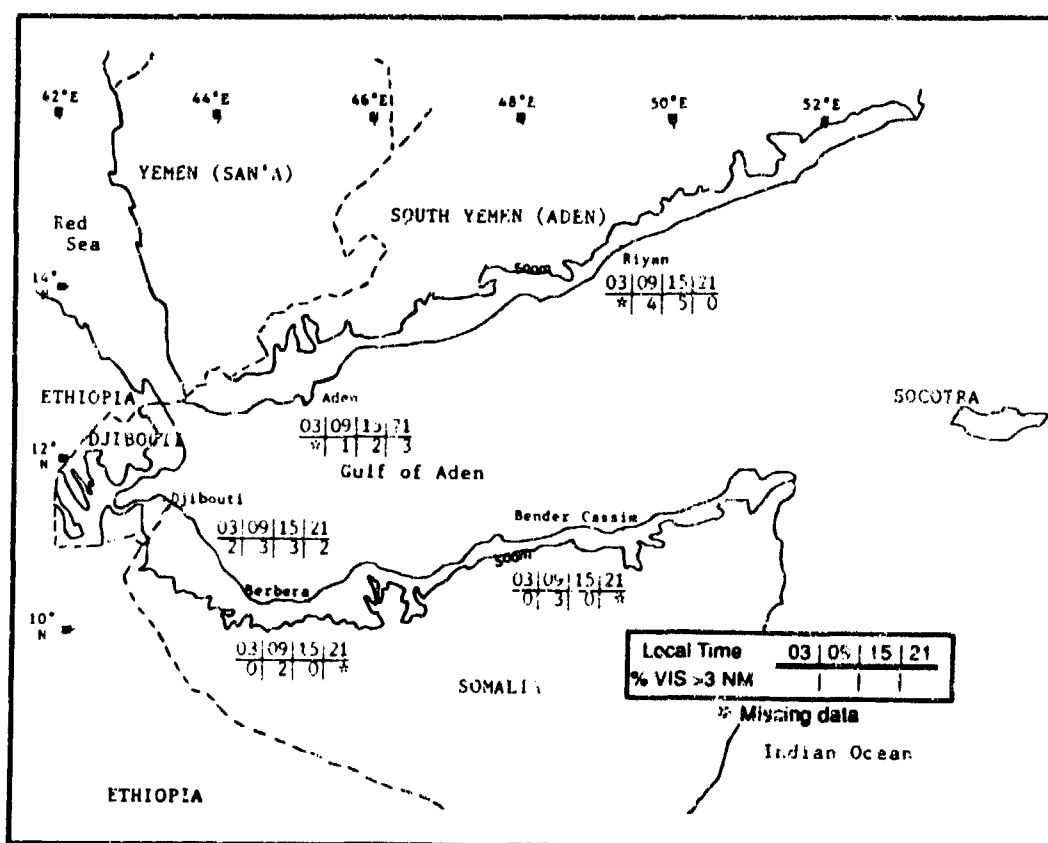 42°E 44°E 46°E 48°E 50°E 52°E
YEMEN (SAN'A)
SOUTH YEMEN (ADEN)
Red
Sea
14°
N
500m
Riyan
03|09|15|21
*|4|5|0
ETHIOPIA
Aden
SOCOTRA
DJIBOUTI
03|09|15|21
*|1|2|3
12°
N
Gulf of Aden
Djibouti
03|09|15|21
2|3|3|2
Bender Cassim
500m
03|09|15|21
0|3|0|*
Berbera
10°
N
03|09|15|21
0|2|0|*
SOMALIA
Local Time 03|09|15|21
% VIS >3 NM
* Missing data
Indian Ocean
ETHIOPIA